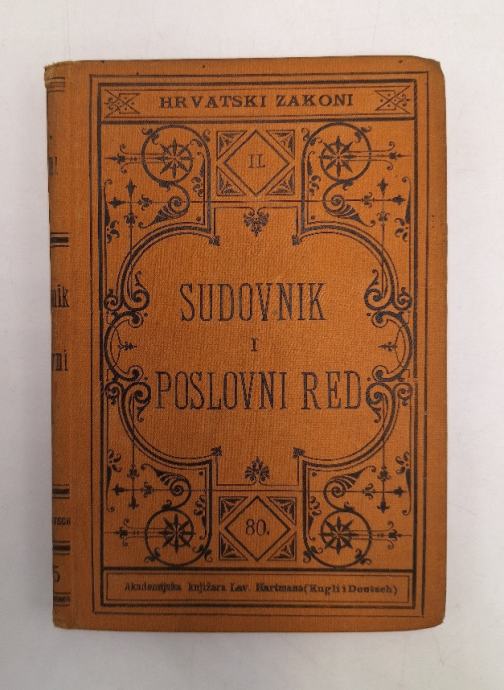 HRVATSKI ZAKONI
II.
SUDOVNIK
I
POSLOVNI RED
80.
Akademijska knjižara Lav. Hartmana (Kugli i Deutsch)